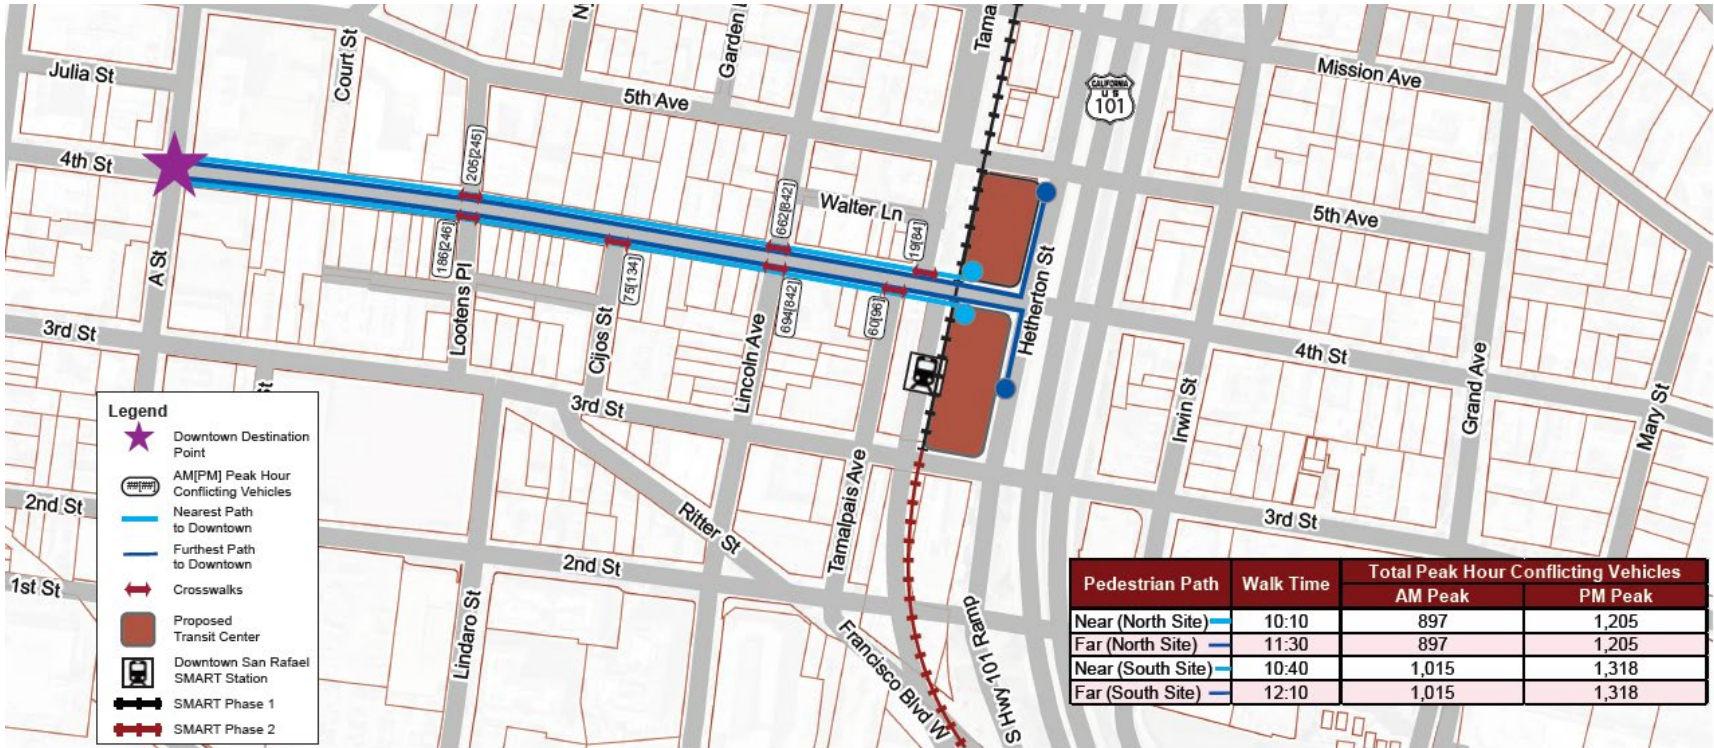 Julia St
Court St
N
Garden
Tama
CALIFORNIA
US
101
Mission Ave
5th Ave
4th St
206[245]
662[842]
Walter Ln
19[84]
5th Ave
A St
186[246]
Lootens Pl
75[134]
Cijos St
694[842]
Lincoln Ave
60[96]
Hetherton St
4th St
3rd St
St
3rd St
Irwin St
Grand Ave
Mary St
2nd St
Ritter St
Tamalpais Ave
3rd St
1st St
2nd St
Lindaro St
Francisco Blvd W
S Hwy 101 Ramp
Legend
Downtown Destination
Point
##[##]
AM[PM] Peak Hour
Conflicting Vehicles
Nearest Path
to Downtown
Furthest Path
to Downtown
Crosswalks
Proposed
Transit Center
Downtown San Rafael
SMART Station
SMART Phase 1
SMART Phase 2
Pedestrian Path Walk Time Total Peak Hour Conflicting Vehicles
AM Peak PM Peak
Near (North Site) 10:10 897 1,205
Far (North Site) 11:30 897 1,205
Near (South Site) 10:40 1,015 1,318
Far (South Site) 12:10 1,015 1,318